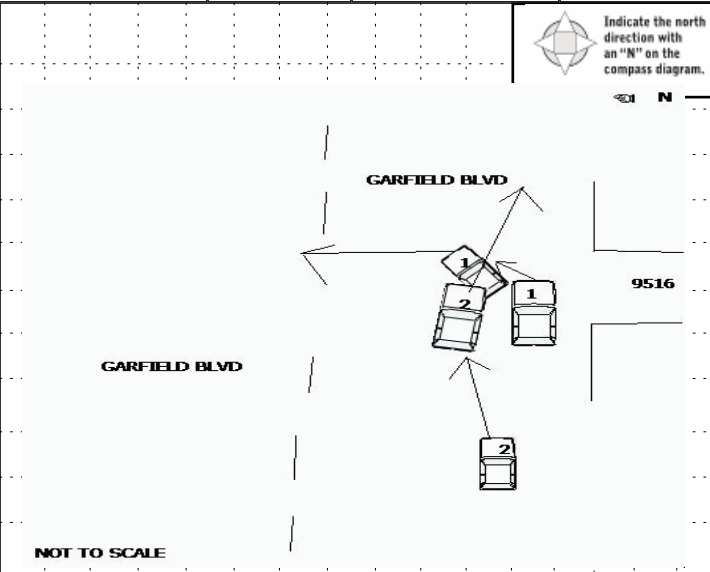 Indicate the north
direction with
an “N” on the
compass diagram.
N
GARFIELD BLVD
1
1
9516
2
GARFIELD BLVD
2
NOT TO SCALE